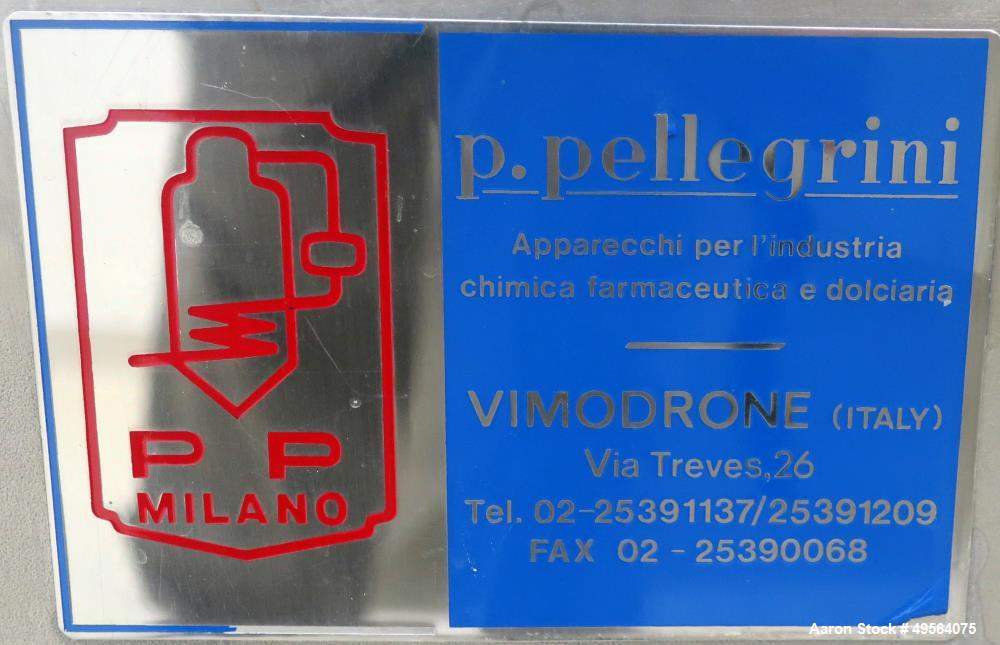 P P
MILANO
p.pellegrini
Apparecchi per l'industria
chimica farmaceutica e dolciaria
VIMODRONE (ITALY)
Via Treves,26
Tel. 02-25391137/25391209
FAX 02 - 25390068
Aaron Stock # 49564075